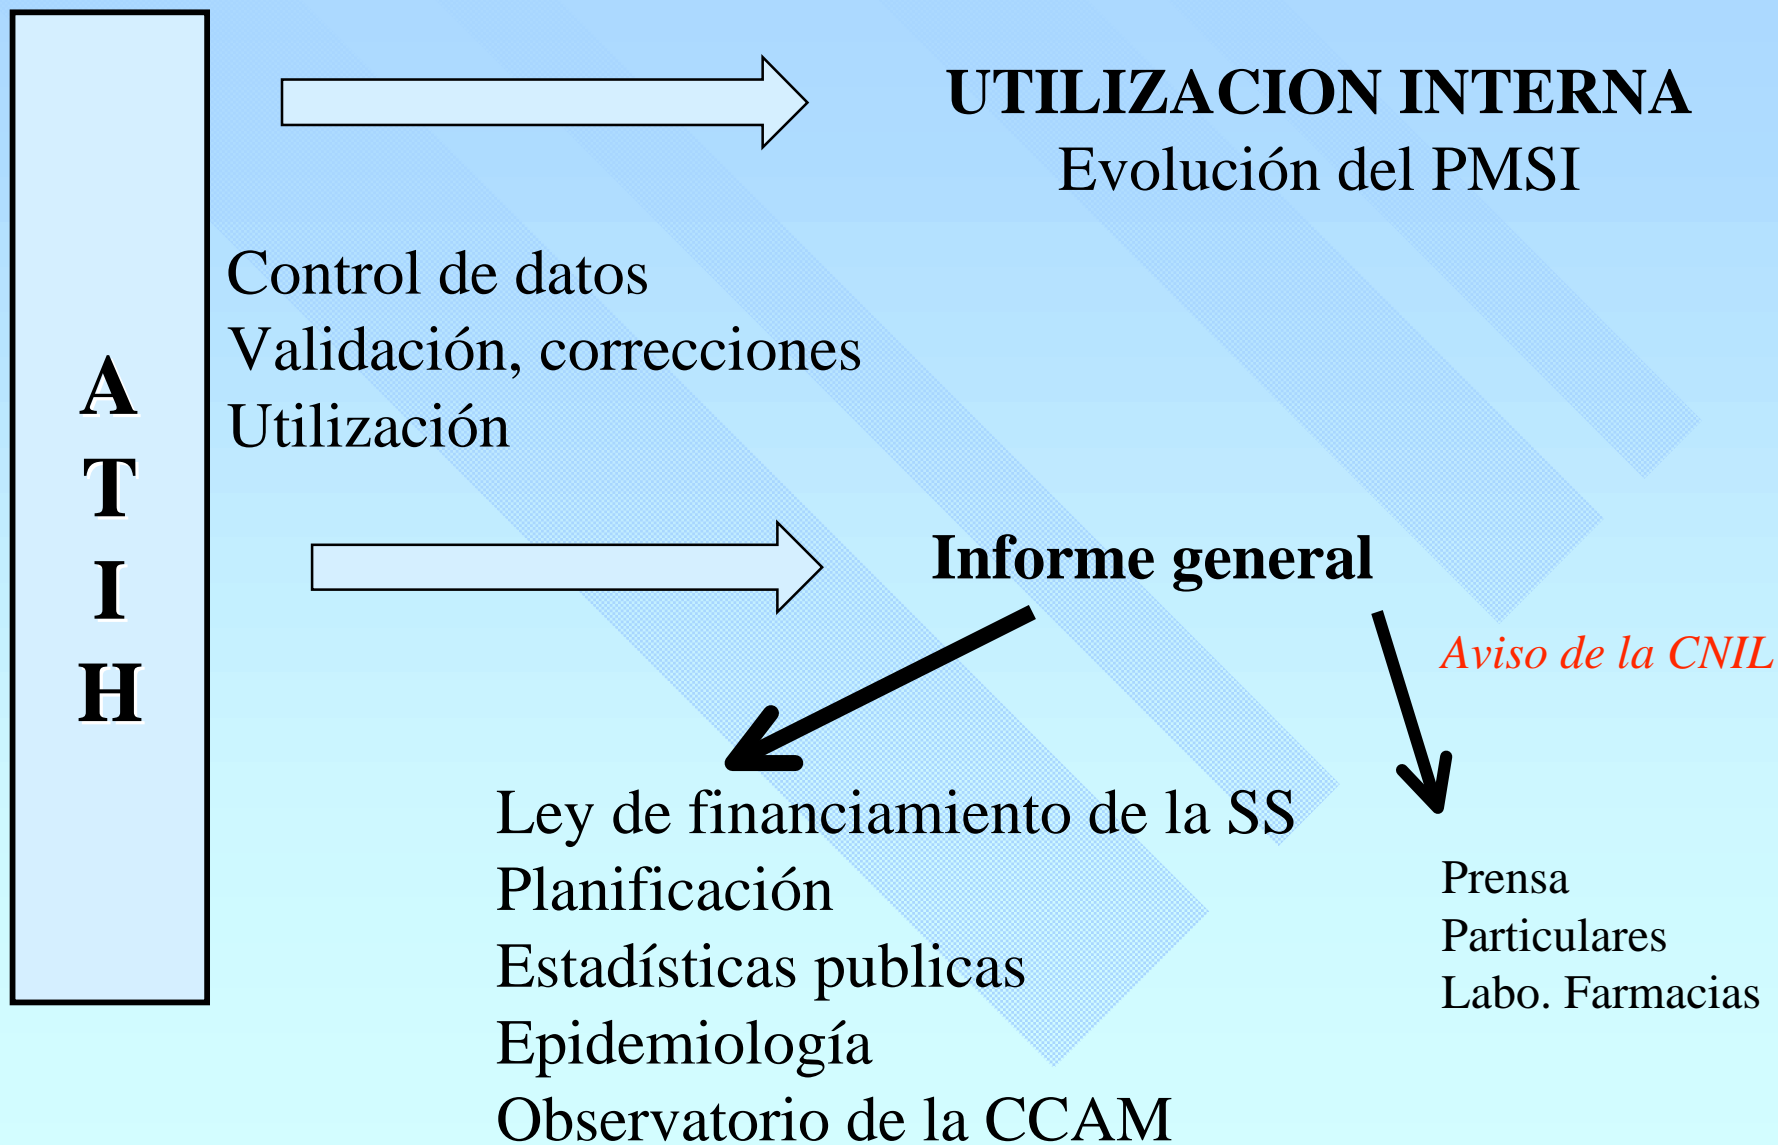 A
T
I
H
UTILIZACION INTERNA
Evolución del PMSI
Control de datos
Validación, correcciones
Utilización
Informe general
Aviso de la CNIL
Ley de financiamiento de la SS
Planificación
Estadísticas publicas
Epidemiología
Observatorio de la CCAM
Prensa
Particulares
Labo. Farmacias